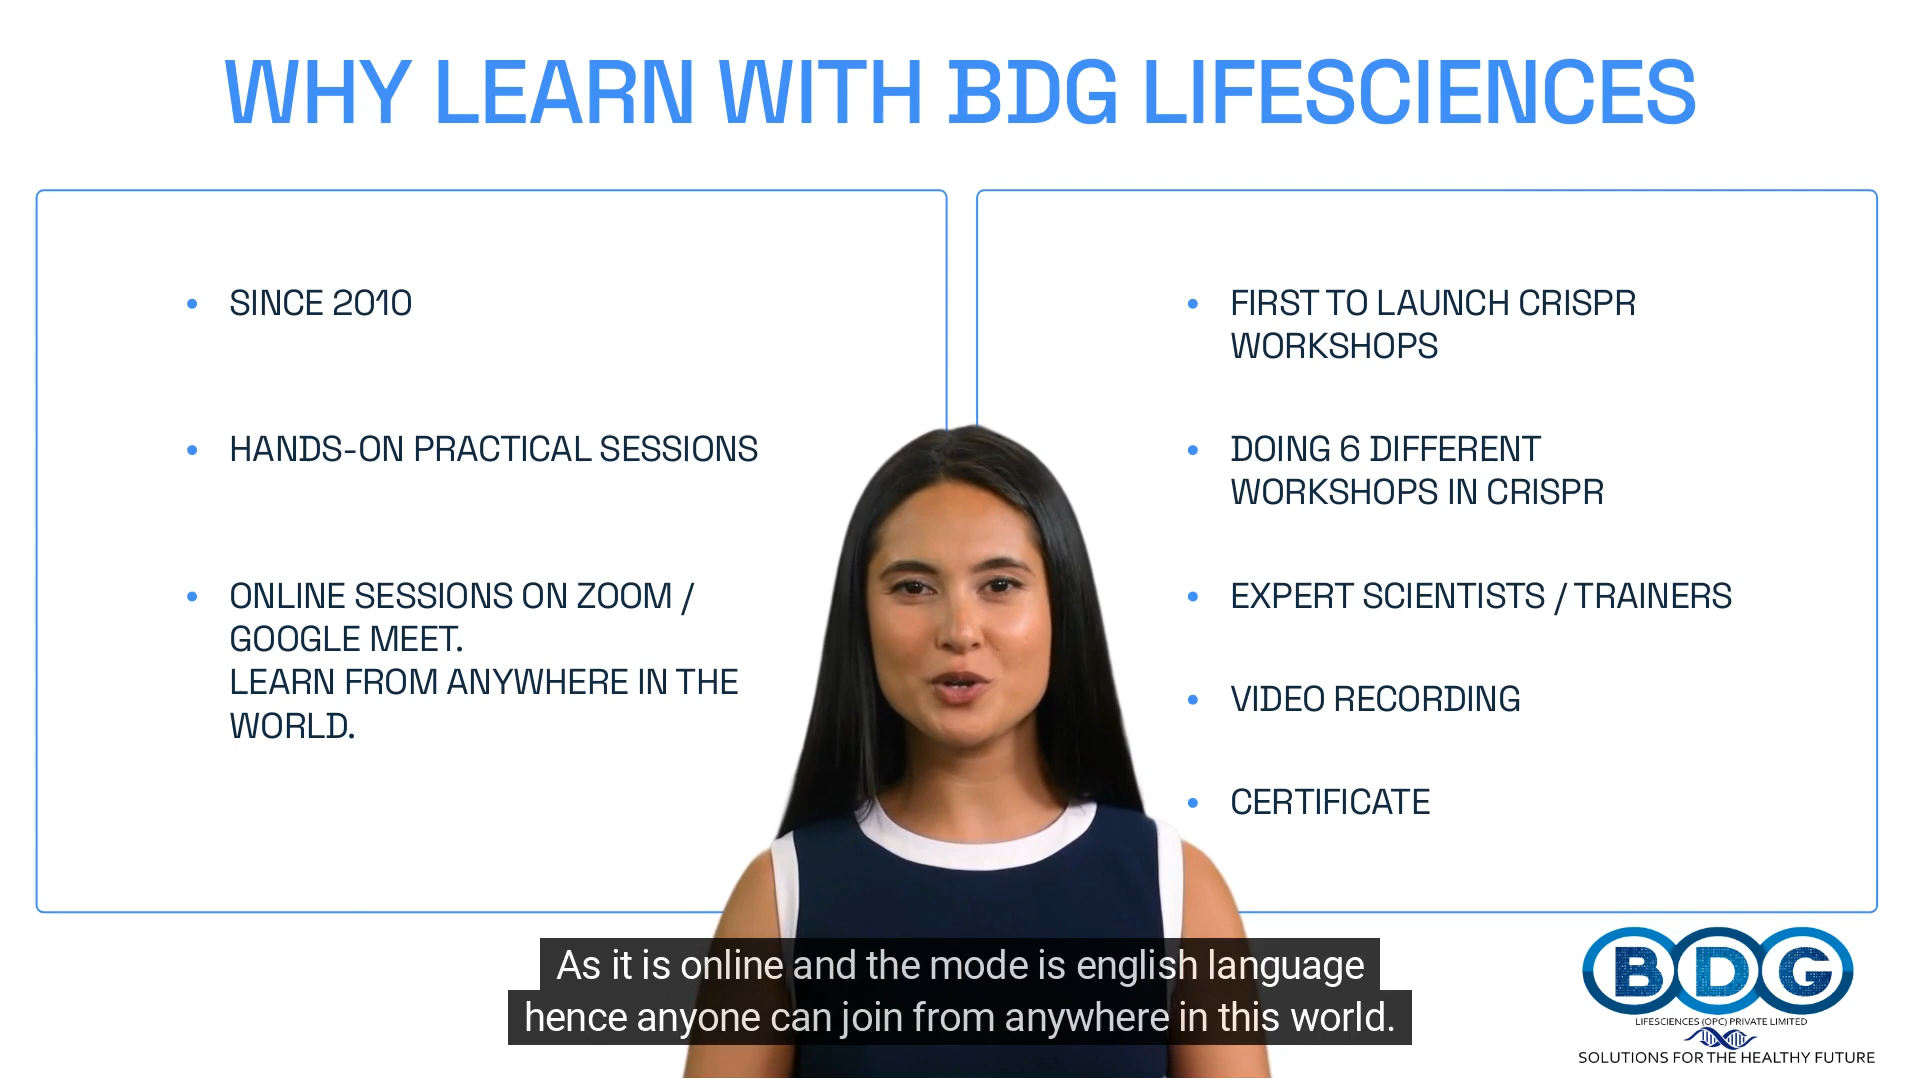 WHY LEARN WITH BDG LIFESCIENCES
SINCE 2010
HANDS-ON PRACTICAL SESSIONS
ONLINE SESSIONS ON ZOOM /
GOOGLE MEET.
LEARN FROM ANYWHERE IN THE
WORLD.
FIRST TO LAUNCH CRISPR
WORKSHOPS
DOING 6 DIFFERENT
WORKSHOPS IN CRISPR
EXPERT SCIENTISTS / TRAINERS
VIDEO RECORDING
CERTIFICATE
As it is online and the mode is english language
hence anyone can join from anywhere in this world.
BDG
LIFESCIENCES (OPC) PRIVATE LIMITED
SOLUTIONS FOR THE HEALTHY FUTURE